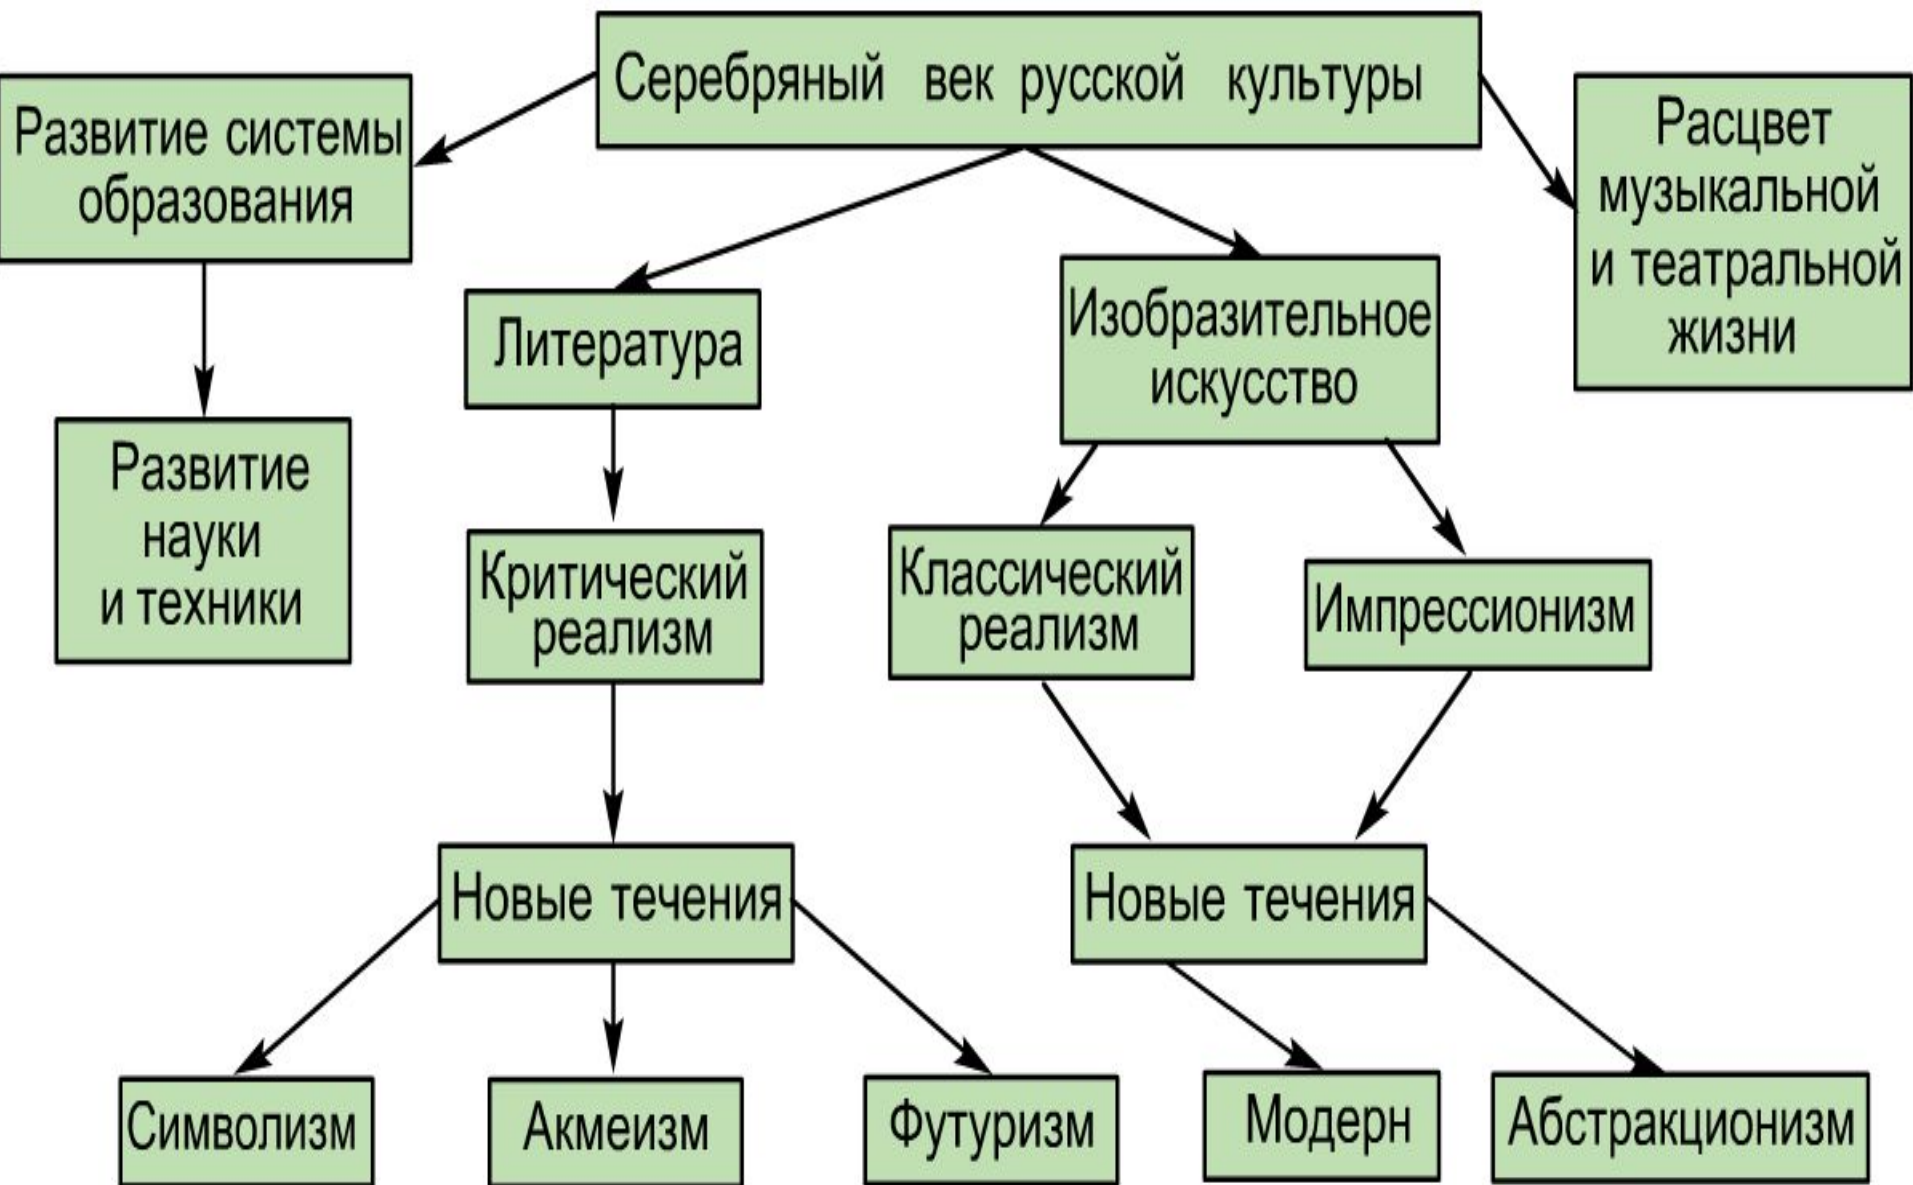 Серебряный век русской культуры
Развитие системы
образования
Расцвет
музыкальной
и театральной
жизни
Литература
Изобразительное
искусство
Развитие
науки
и техники
Критический
реализм
Классический
реализм
Импрессионизм
Новые течения
Новые течения
Символизм
Акмеизм
Футуризм
Модерн
Абстракционизм